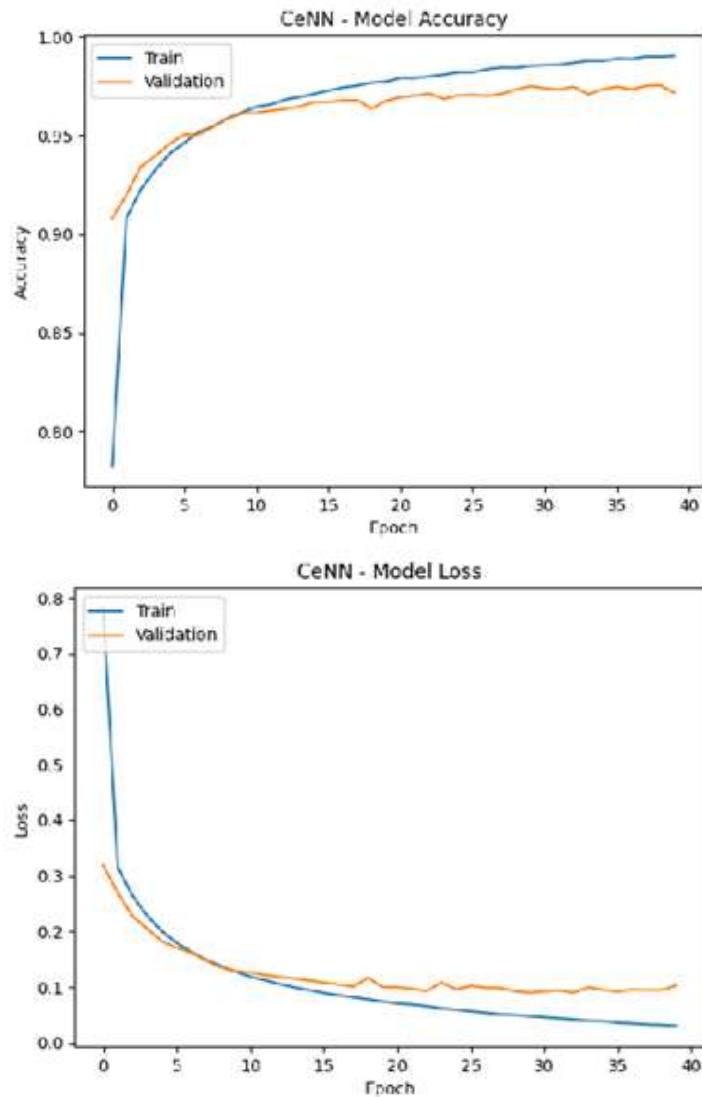 CeNN - Model Accuracy
Train
Validation
1.00
0.95
0.90
0.85
0.80
Accuracy
0 5 10 15 20 25 30 35 40
Epoch
CeNN - Model Loss
Train
Validation
0.8
0.7
0.6
0.5
0.4
0.3
0.2
0.1
0.0
Loss
0 5 10 15 20 25 30 35 40
Epoch